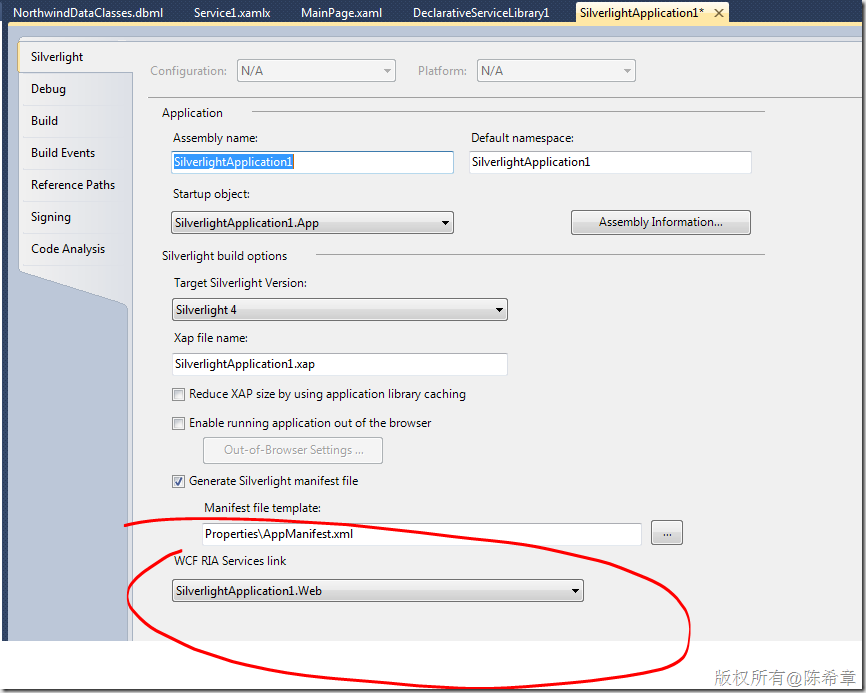 NorthwindDataClasses.dbml Service1.xamlx MainPage.xaml DeclarativeServiceLibrary1 SilverlightApplication1* ✕
Silverlight
Debug
Build
Build Events
Reference Paths
Signing
Code Analysis
Configuration: N/A Platform: N/A
Application
Assembly name: Default namespace:
SilverlightApplication1 SilverlightApplication1
Startup object:
SilverlightApplication1.App Assembly Information...
Silverlight build options
Target Silverlight Version:
Silverlight 4
Xap file name:
SilverlightApplication1.xap
Reduce XAP size by using application library caching
Enable running application out of the browser
Out-of-Browser Settings ...
Generate Silverlight manifest file
Manifest file template:
Properties\AppManifest.xml ...
WCF RIA Services link
SilverlightApplication1.Web
版权所有@陈希章